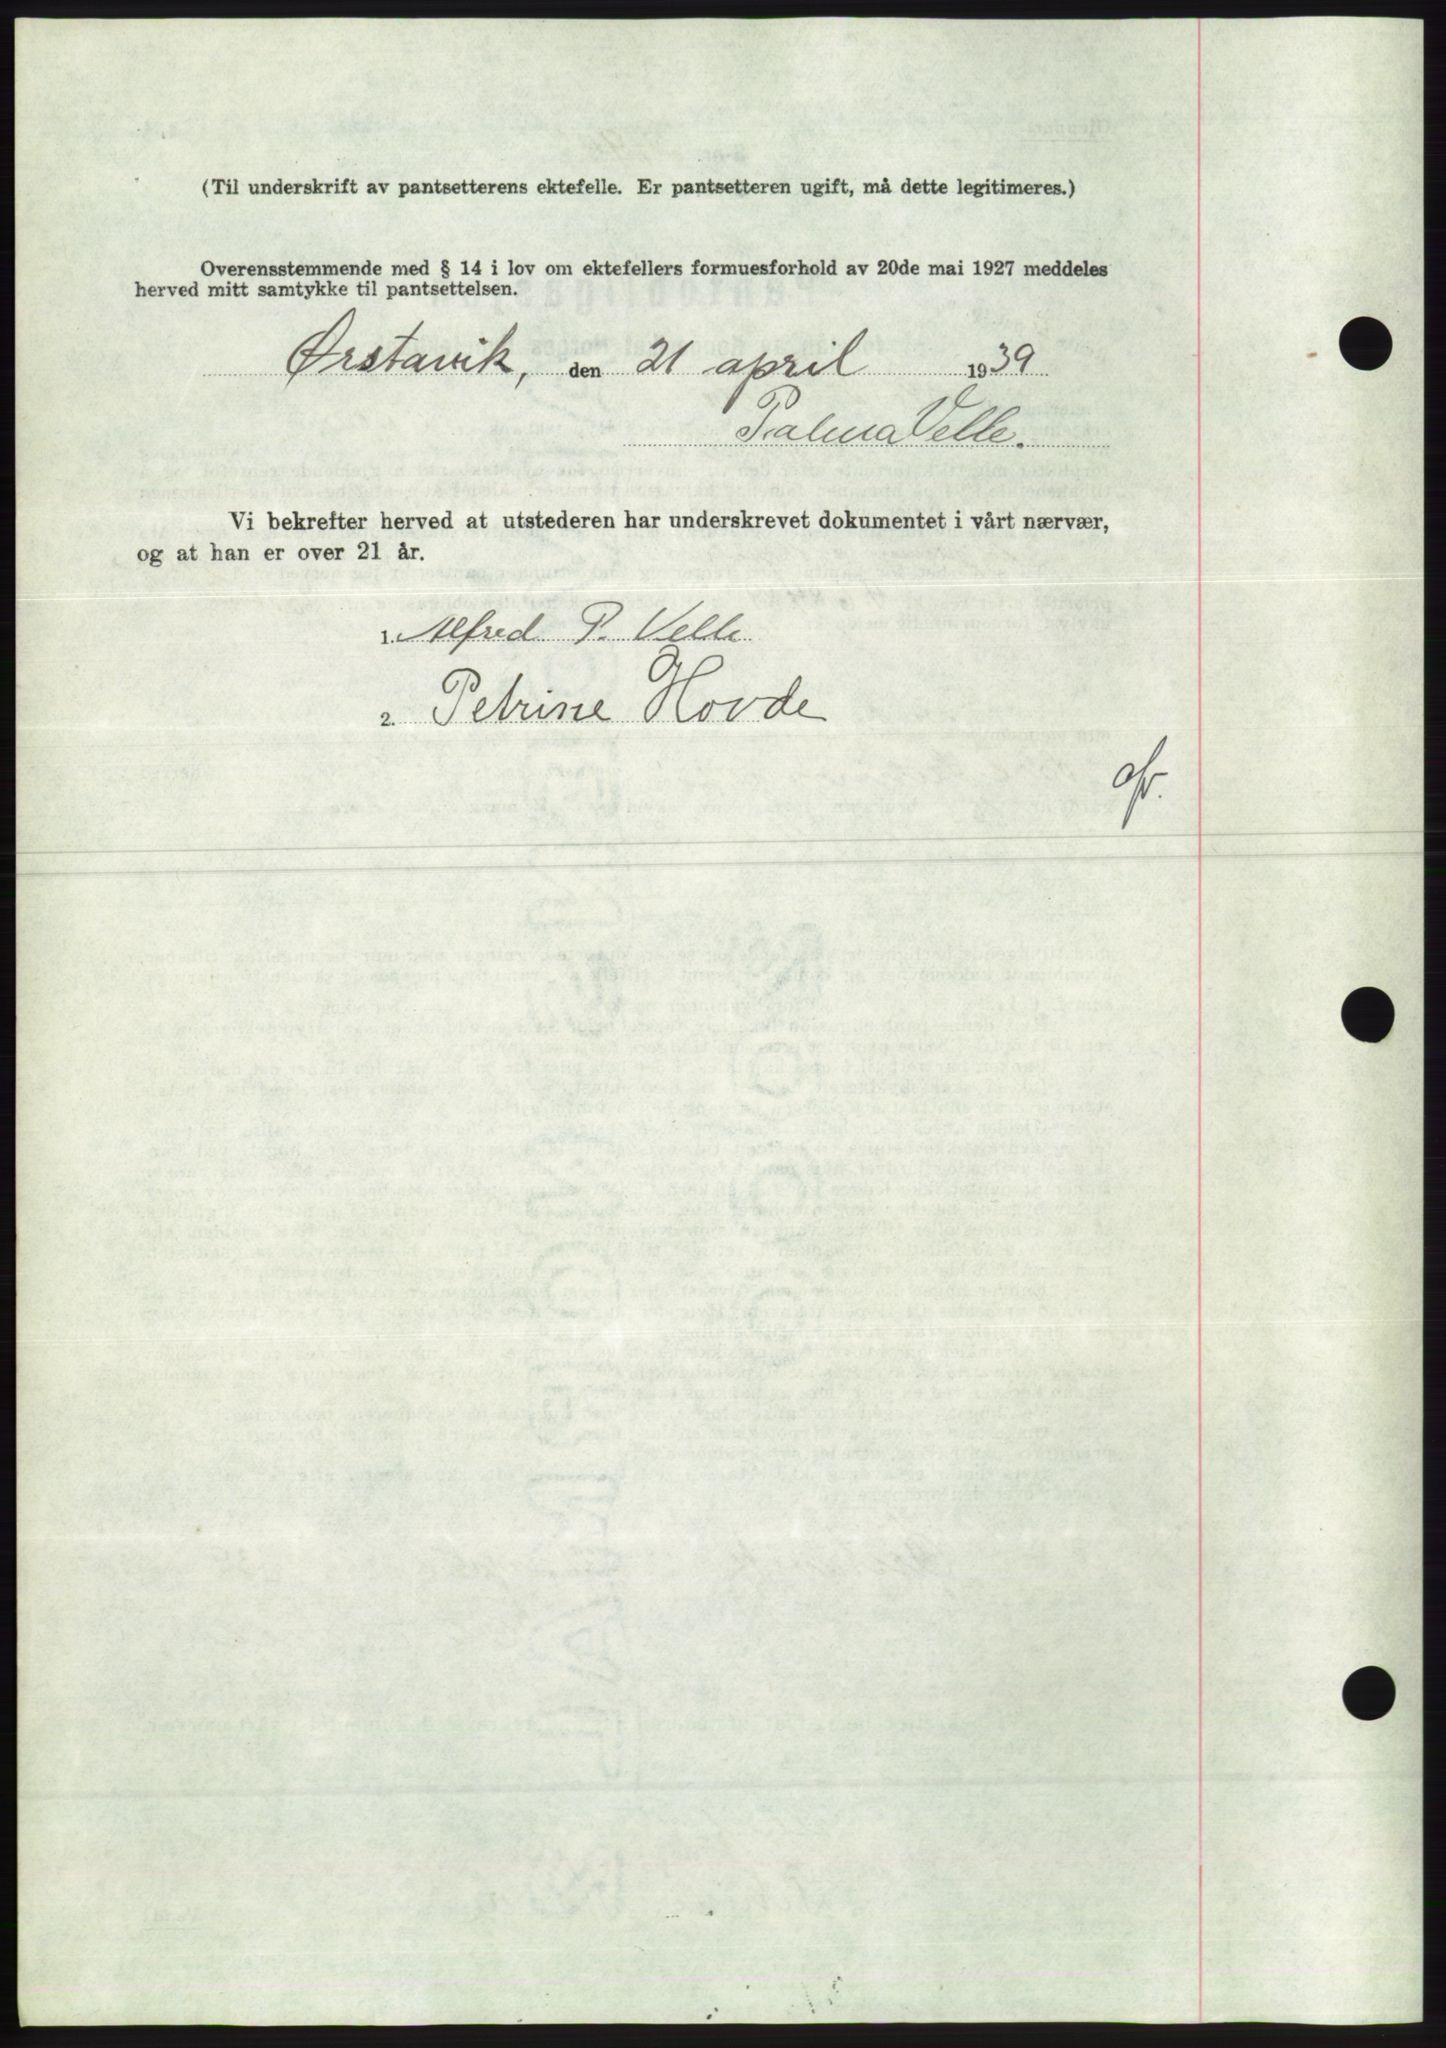 (Til underskrift av pantsetterens ektefelle. Er pantsetteren ugift, må dette legitimeres.)
Overensstemmende med § 14 i lov om ektefellers formuesforhold av 20de mai 1927 meddeles
herved mitt samtykke til pantsettelsen.
Ørstavik, den 21 april 1939
Palma Velle.
Vi bekrefter herved at utstederen har underskrevet dokumentet i vårt nærvær,
og at han er over 21 år.
1. Alfred P. Velle
2. Petrine Hovde